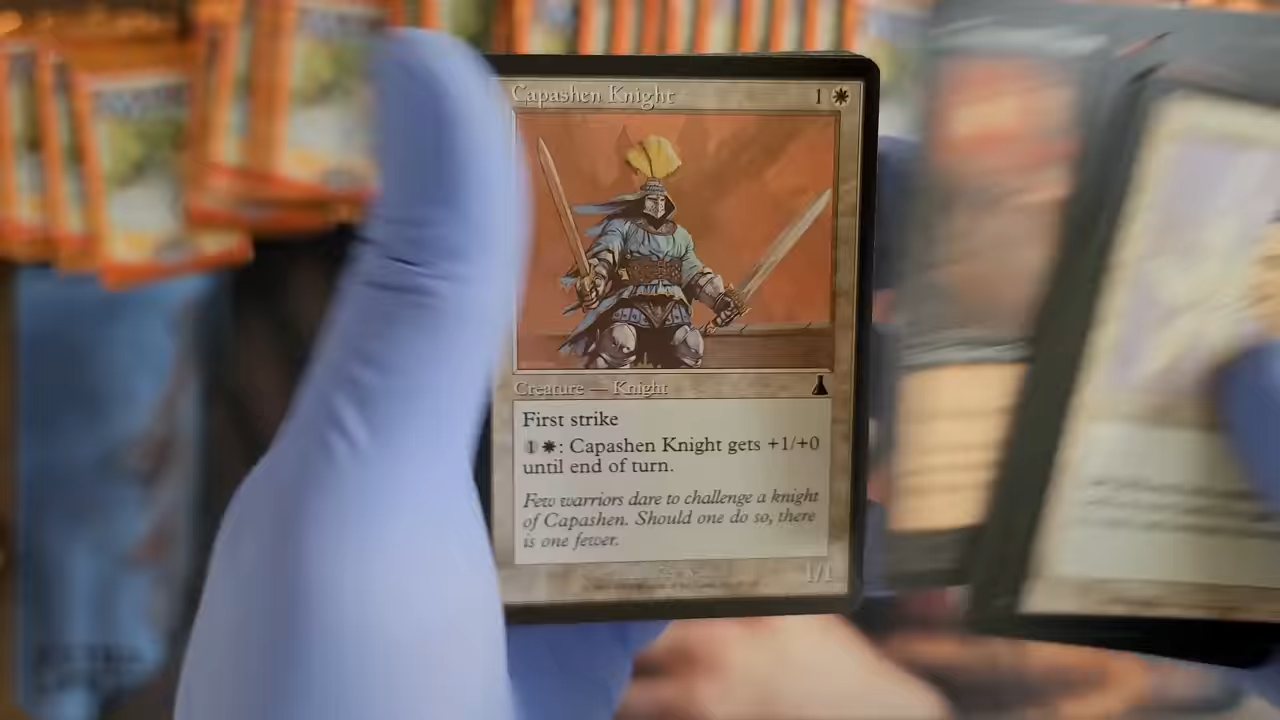 Capashen Knight 1
Creature — Knight
First strike
1 : Capashen Knight gets +1/+0
until end of turn.
Few warriors dare to challenge a knight
of Capashen. Should one do so, there
is one fewer.
1/1